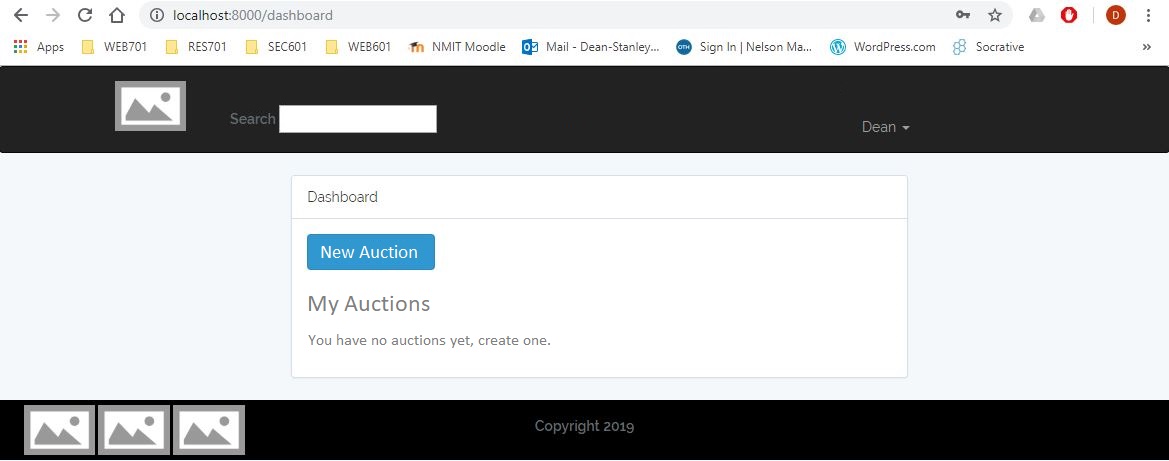 localhost:8000/dashboard
D
Apps WEB701 RES701 SEC601 WEB601 NMIT Moodle Mail - Dean-Stanley... OTH Sign In | Nelson Ma... WordPress.com Socrative »
Search
Dean
Dashboard
New Auction
My Auctions
You have no auctions yet, create one.
Copyright 2019